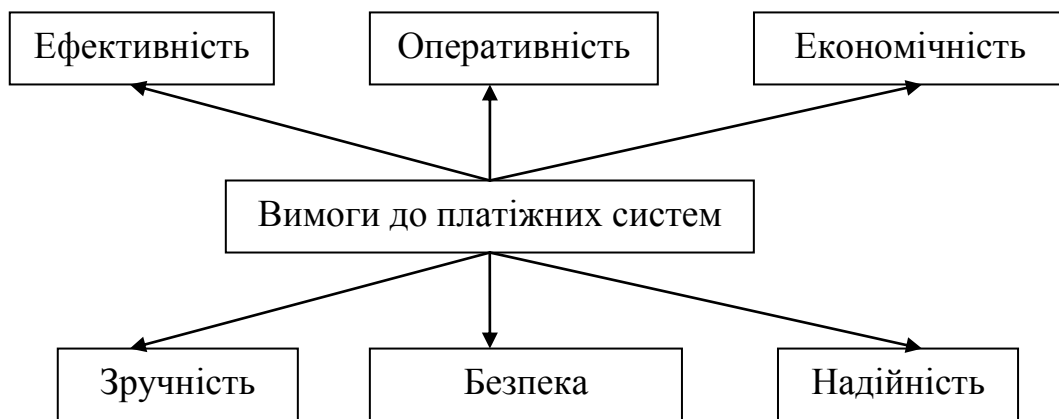 Ефективність
Оперативність
Економічність
Вимоги до платіжних систем
Зручність
Безпека
Надійність